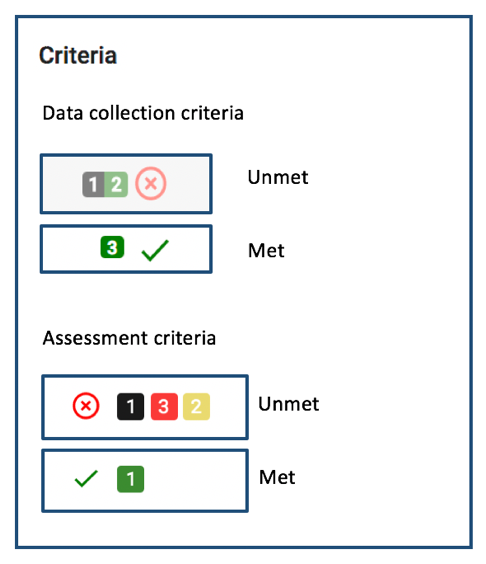 Criteria
Data collection criteria
1 2 Unmet
3 Met
Assessment criteria
1 3 2 Unmet
1 Met